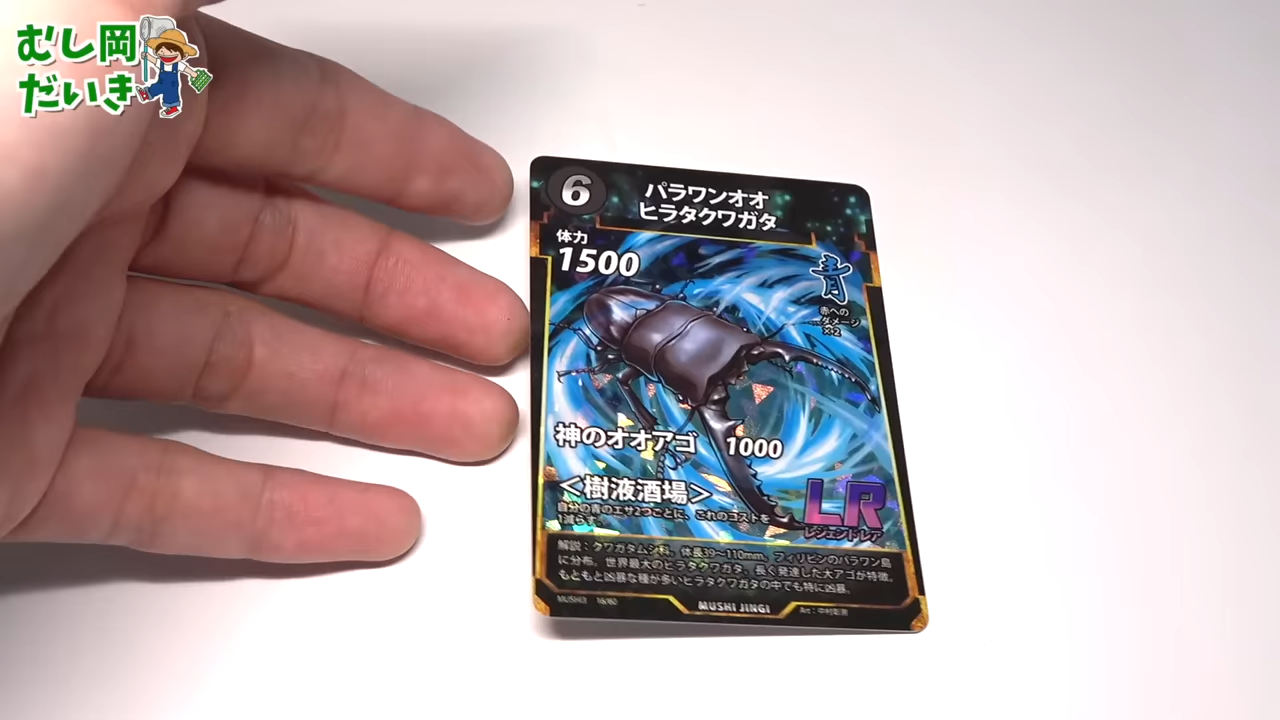 むし岡
だいき
6
パラワンオオ
ヒラタクワガタ
体力
1500
青
赤への
ダメージ
×2
神のオオアゴ 1000
<樹液酒場>
自分の青のエサ2つごとに、これのコストを
1減らす。
LR
レジェンドレア
解説：クワガタムシ科。体長39〜110mm。フィリピンのパラワン島
に分布。世界最大のヒラタクワガタ。長く発達した大アゴが特徴。
もともと凶暴な種が多いヒラタクワガタの中でも特に凶暴。
MUSHI JINGI
Art：中村